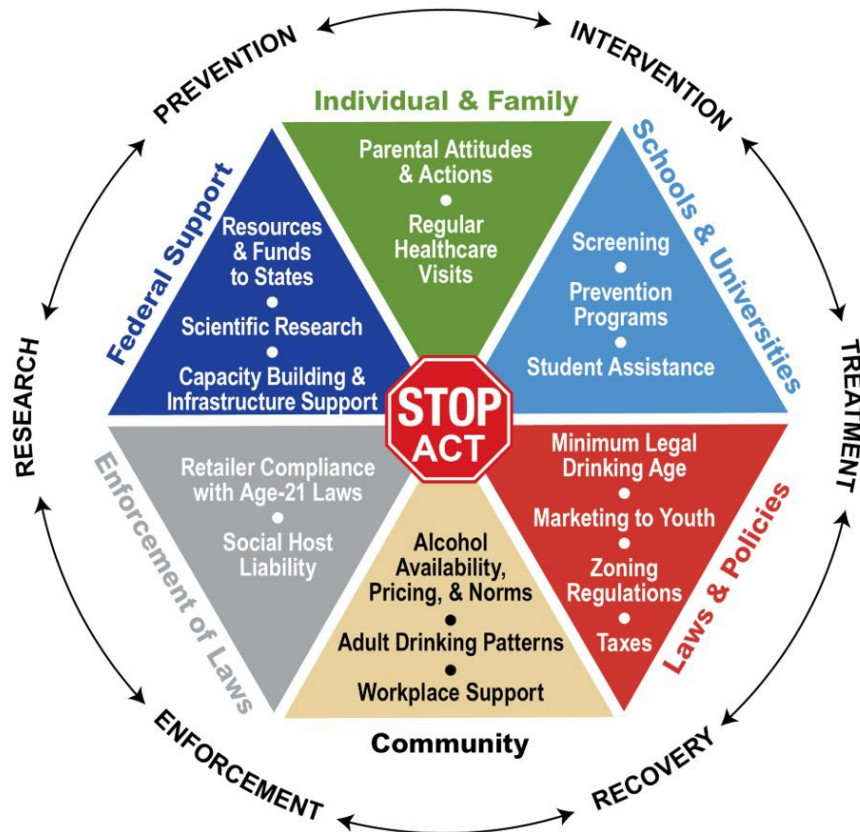 PREVENTION
INTERVENTION
TREATMENT
RECOVERY
ENFORCEMENT
RESEARCH
Individual & Family
Parental Attitudes
& Actions
Regular
Healthcare
Visits
Schools & Universities
Screening
Prevention
Programs
Student Assistance
Laws & Policies
Minimum Legal
Drinking Age
Marketing to Youth
Zoning
Regulations
Taxes
Community
Alcohol
Availability,
Pricing, & Norms
Adult Drinking Patterns
Workplace Support
Enforcement of Laws
Retailer Compliance
with Age-21 Laws
Social Host
Liability
Federal Support
Resources
& Funds
to States
Scientific Research
Capacity Building &
Infrastructure Support
STOP
ACT